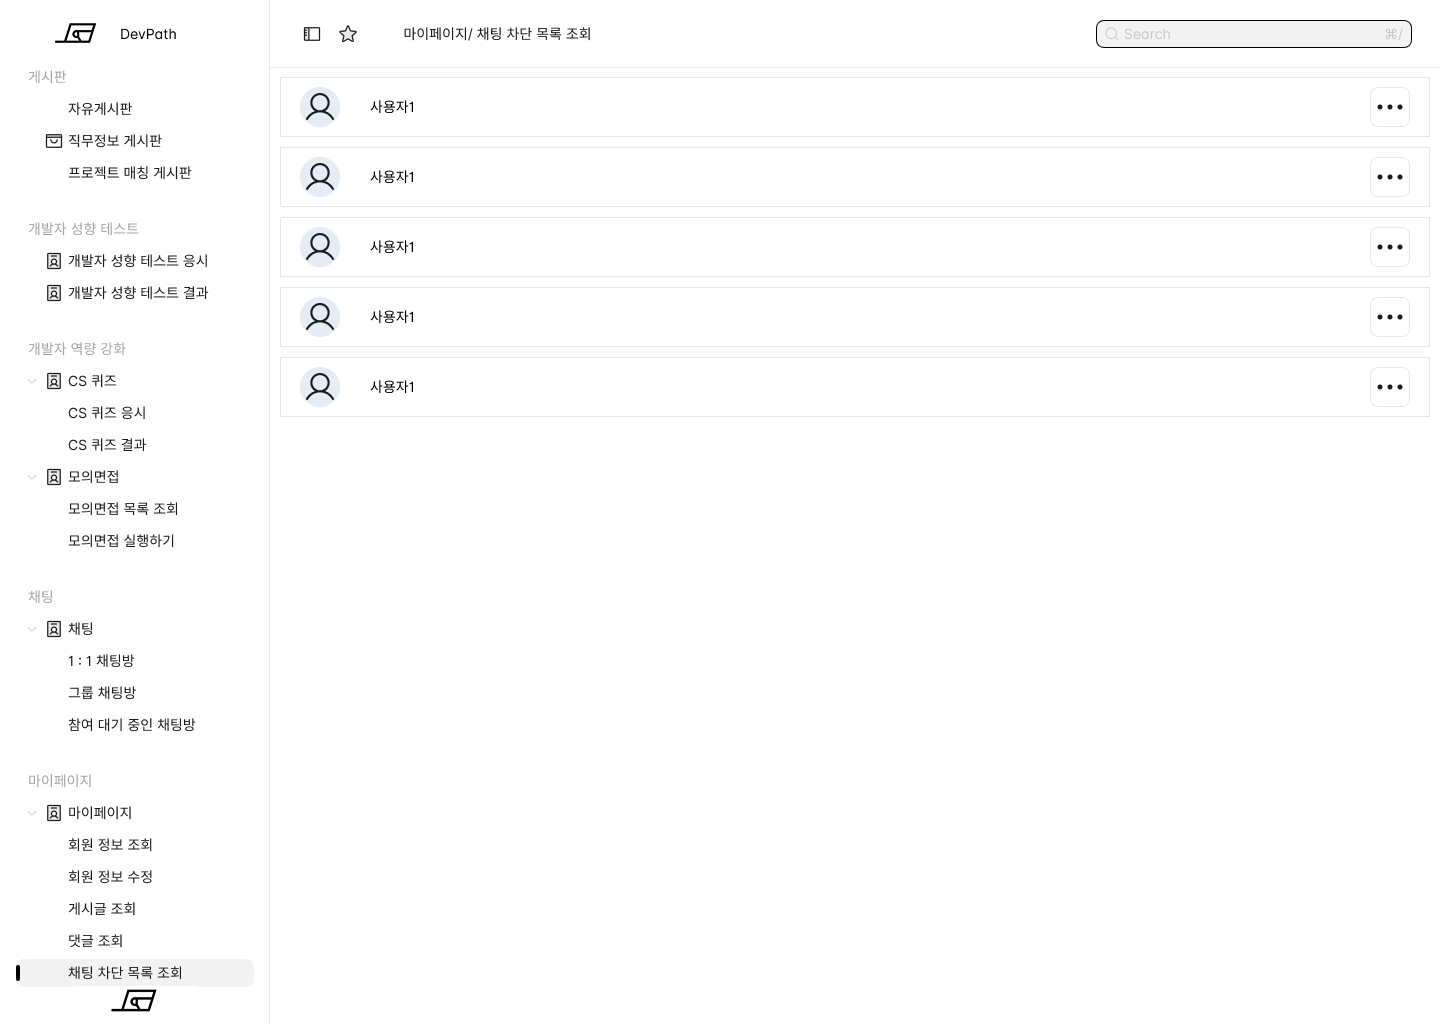 DevPath
게시판
자유게시판
직무정보 게시판
프로젝트 매칭 게시판
개발자 성향 테스트
개발자 성향 테스트 응시
개발자 성향 테스트 결과
개발자 역량 강화
CS 퀴즈
CS 퀴즈 응시
CS 퀴즈 결과
모의면접
모의면접 목록 조회
모의면접 실행하기
채팅
채팅
1 : 1 채팅방
그룹 채팅방
참여 대기 중인 채팅방
마이페이지
마이페이지
회원 정보 조회
회원 정보 수정
게시글 조회
댓글 조회
채팅 차단 목록 조회
마이페이지/ 채팅 차단 목록 조회
Search ⌘/
사용자1
사용자1
사용자1
사용자1
사용자1